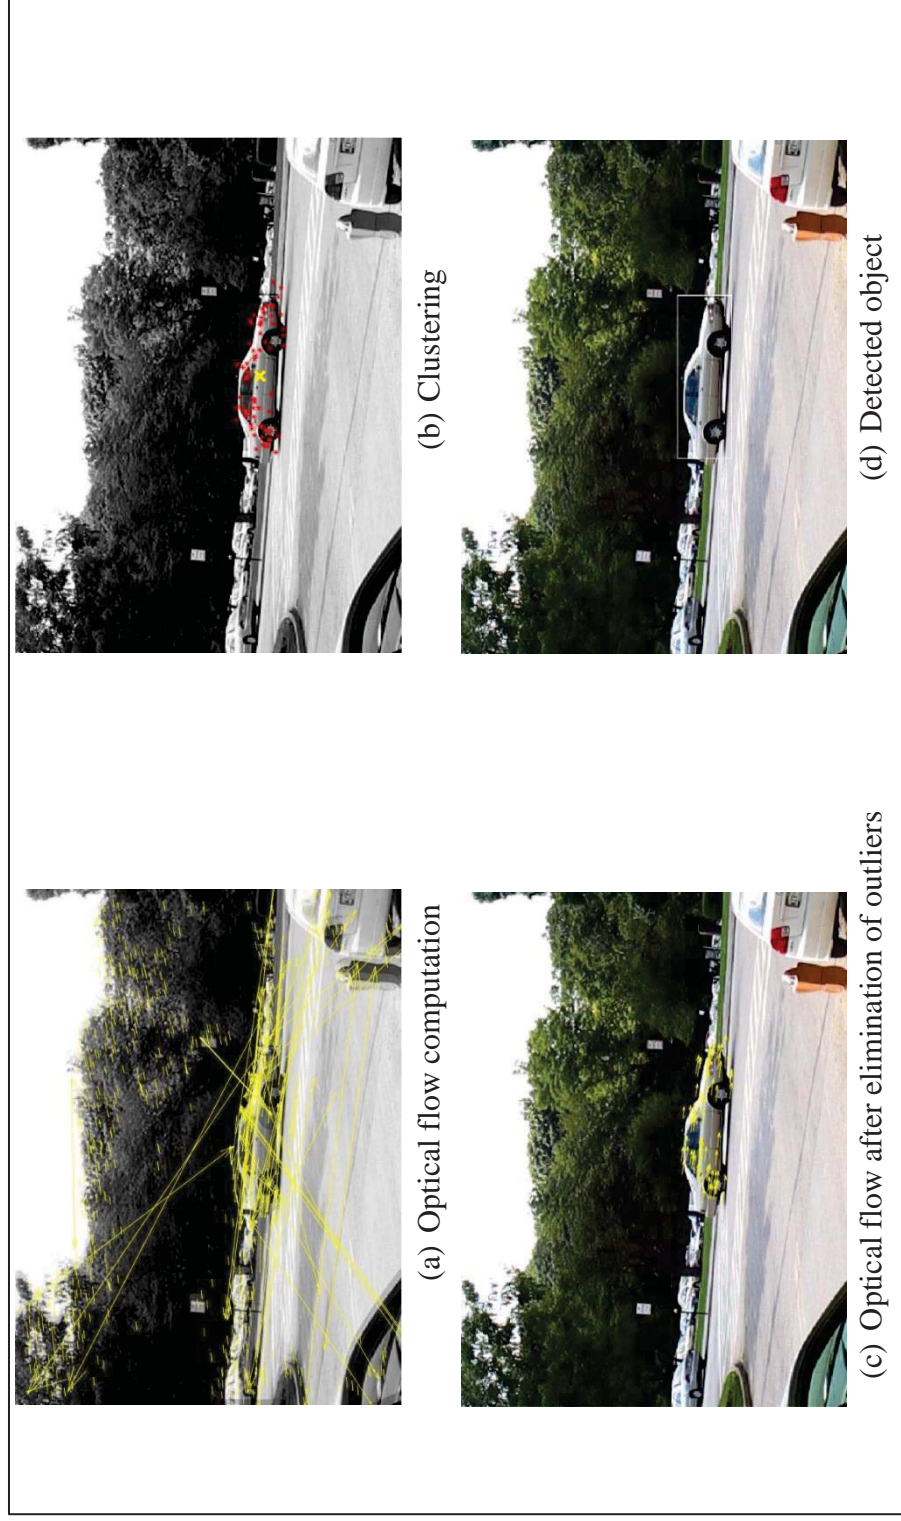 (a) Optical flow computation
(b) Clustering
(c) Optical flow after elimination of outliers
(d) Detected object